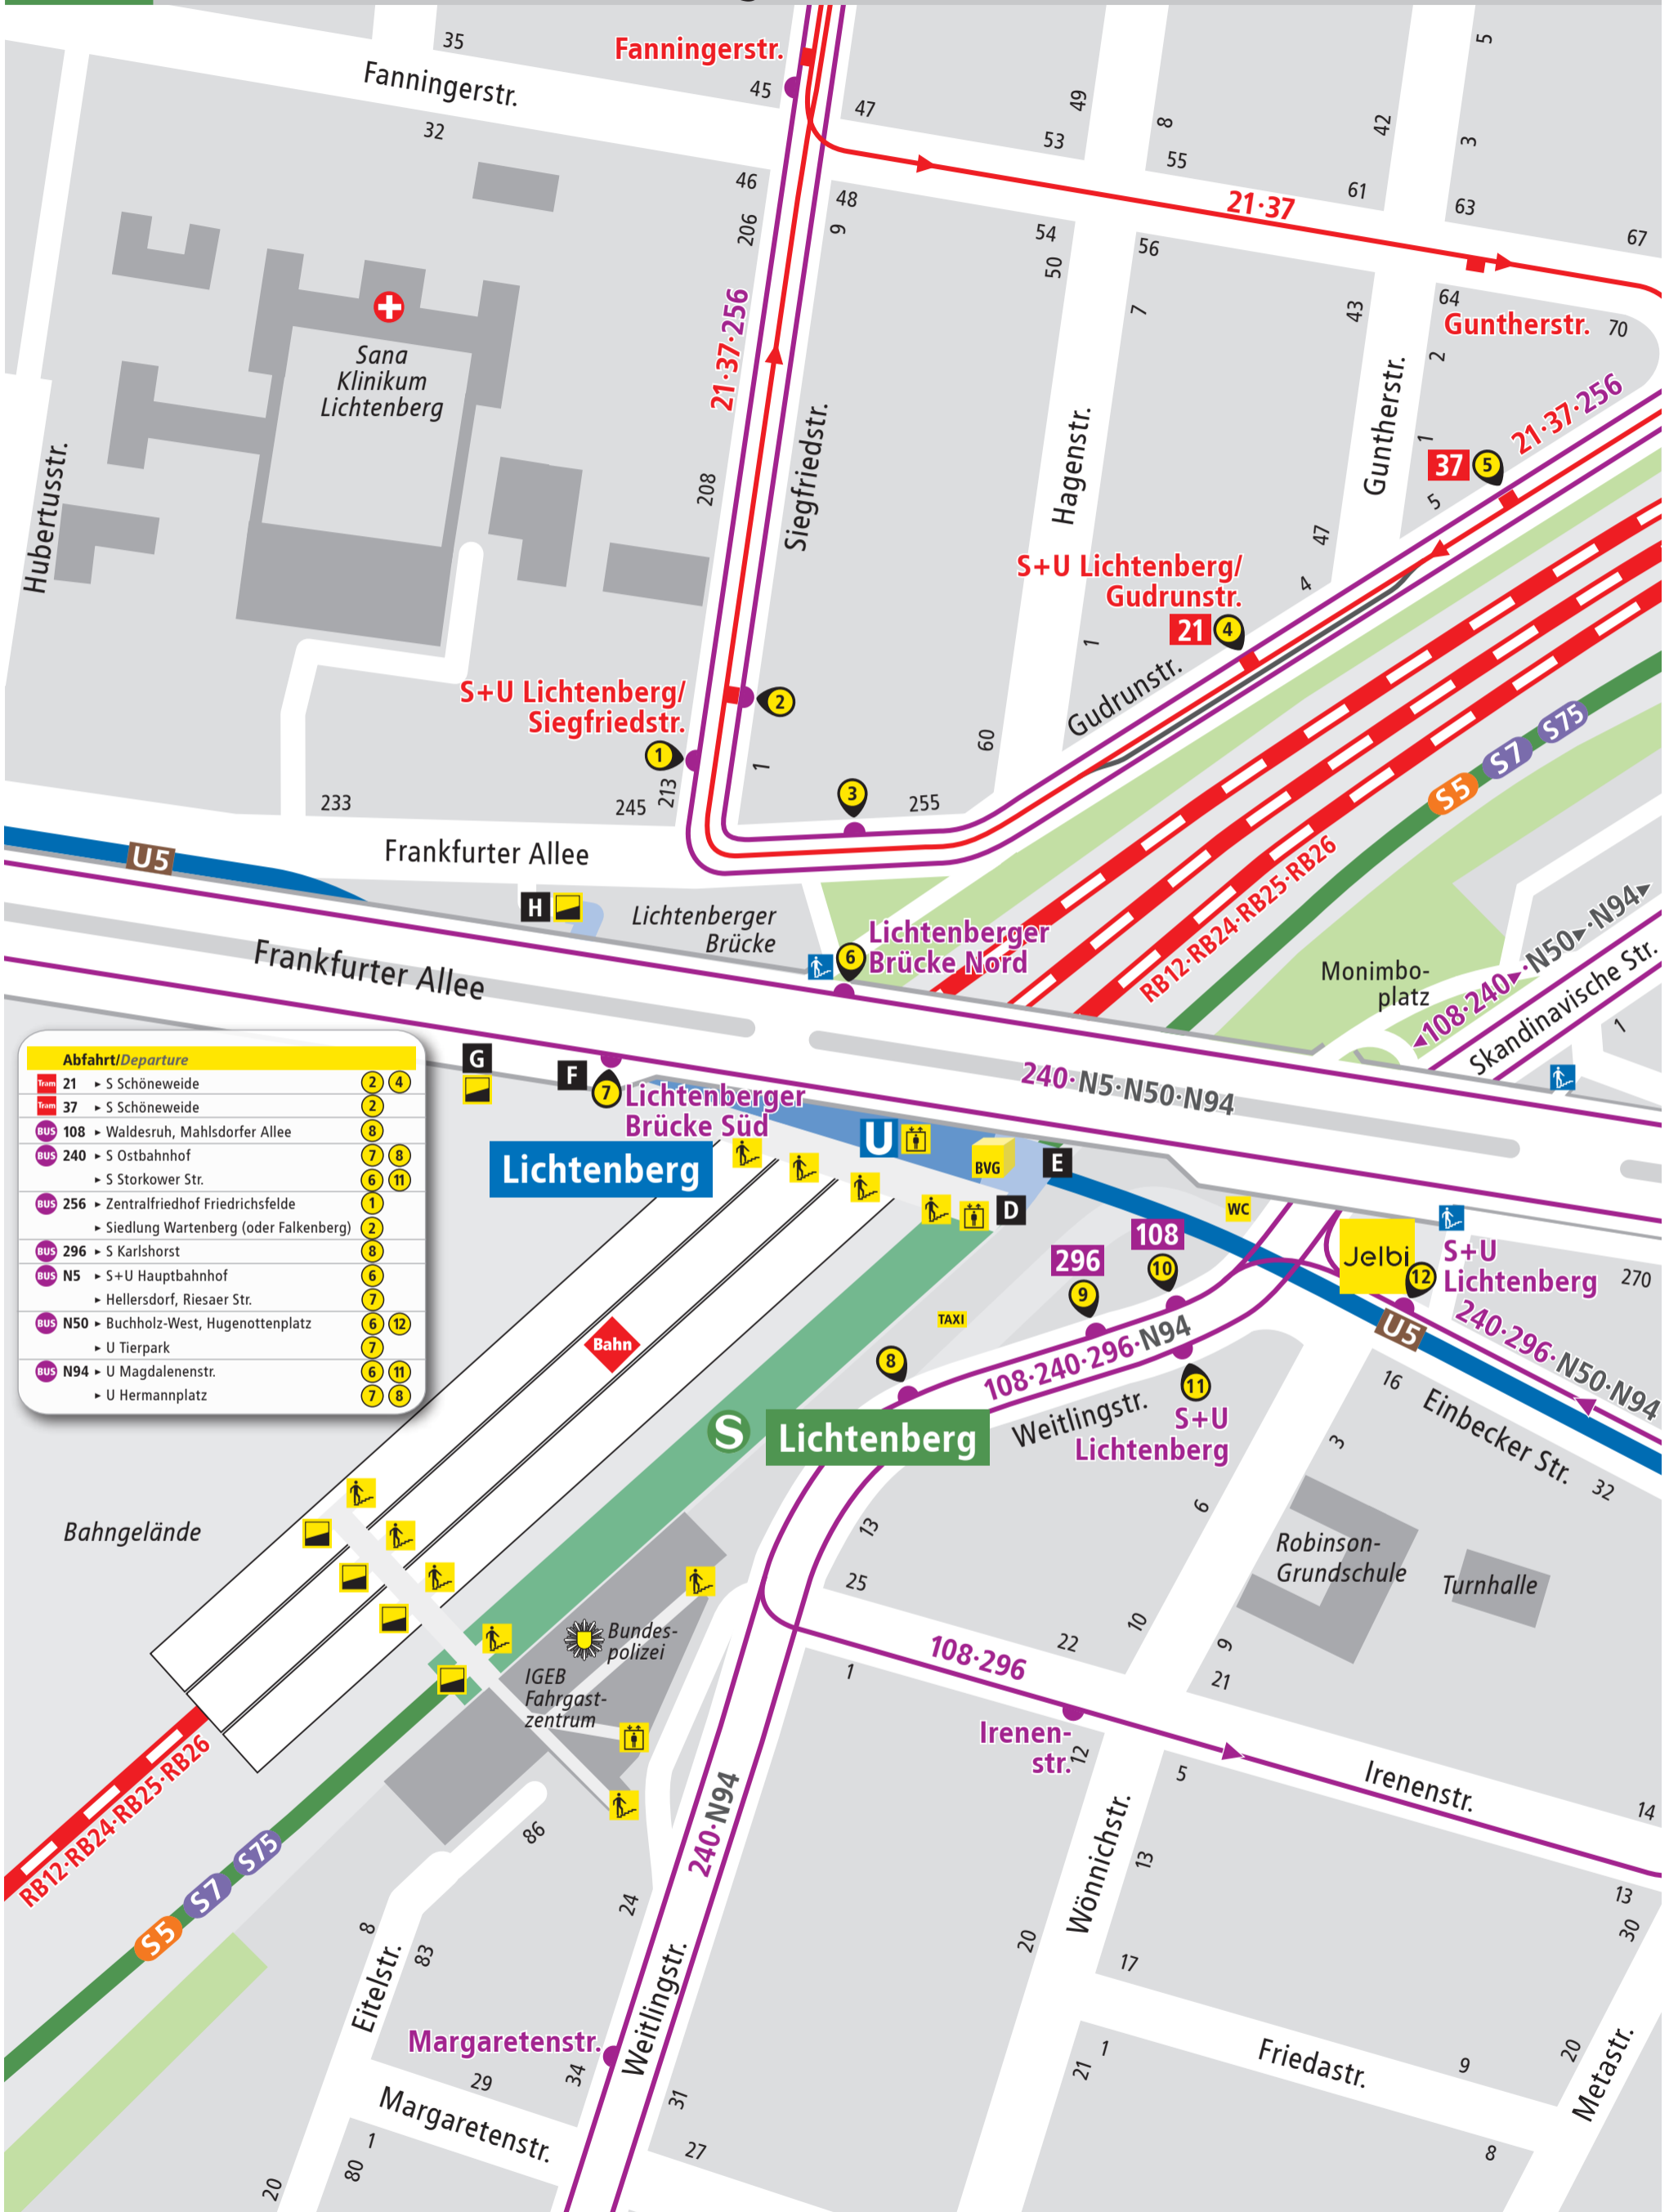 35
Fanningerstr.
5
Fanningerstr.
45
47
49
8
42
3
32
53
55
46
48
61
21·37
63
206
9
54
56
67
50
7
43
64
Guntherstr.
70
2
21·37·256
Sana
Klinikum
Lichtenberg
Siegfriedstr.
Hagenstr.
Guntherstr.
1
21·37·256
37
5
5
Hubertusstr.
208
47
S+U Lichtenberg/
Gudrunstr.
4
21
4
1
Gudrunstr.
S+U Lichtenberg/
Siegfriedstr.
2
1
60
1
213
233
245
3
255
S5
S7
S75
U5
Frankfurter Allee
RB12·RB24·RB25·RB26
H
Lichtenberger
Brücke
6
Lichtenberger
Brücke Nord
Frankfurter Allee
Monimbo-
platz
◄108·240►·N50►·N94►
Skandinavische Str.
1
Abfahrt/Departure
Tram 21 ▸ S Schöneweide 2 4
Tram 37 ▸ S Schöneweide 2
BUS 108 ▸ Waldesruh, Mahlsdorfer Allee 8
BUS 240 ▸ S Ostbahnhof 7 8
▸ S Storkower Str. 6 11
BUS 256 ▸ Zentralfriedhof Friedrichsfelde 1
▸ Siedlung Wartenberg (oder Falkenberg) 2
BUS 296 ▸ S Karlshorst 8
BUS N5 ▸ S+U Hauptbahnhof 6
▸ Hellersdorf, Riesaer Str. 7
BUS N50 ▸ Buchholz-West, Hugenottenplatz 6 12
▸ U Tierpark 7
BUS N94 ▸ U Magdalenenstr. 6 11
▸ U Hermannplatz 7 8
G
F
7
Lichtenberger
Brücke Süd
240·N5·N50·N94
Lichtenberg
U
BVG
E
D
WC
108
296
10
9
Jelbi
12
S+U
Lichtenberg
270
TAXI
U5
240·296·N50·N94
Bahn
8
108·240·296·N94
11
S+U
Lichtenberg
Weitlingstr.
16
Einbecker Str.
32
S
Lichtenberg
3
6
Bahngelände
13
25
Robinson-
Grundschule
Turnhalle
Bundes-
polizei
IGEB
Fahrgast-
zentrum
108·296
22
10
9
21
1
Irenen-
str.
12
5
Irenenstr.
14
RB12·RB24·RB25·RB26
S5
S7
S75
86
240·N94
24
Wönnichstr.
13
13
30
8
83
Eitelstr.
20
17
Margaretenstr.
Weitlingstr.
34
29
31
21
1
Friedastr.
9
20
Metastr.
Margaretenstr.
1
80
20
27
8